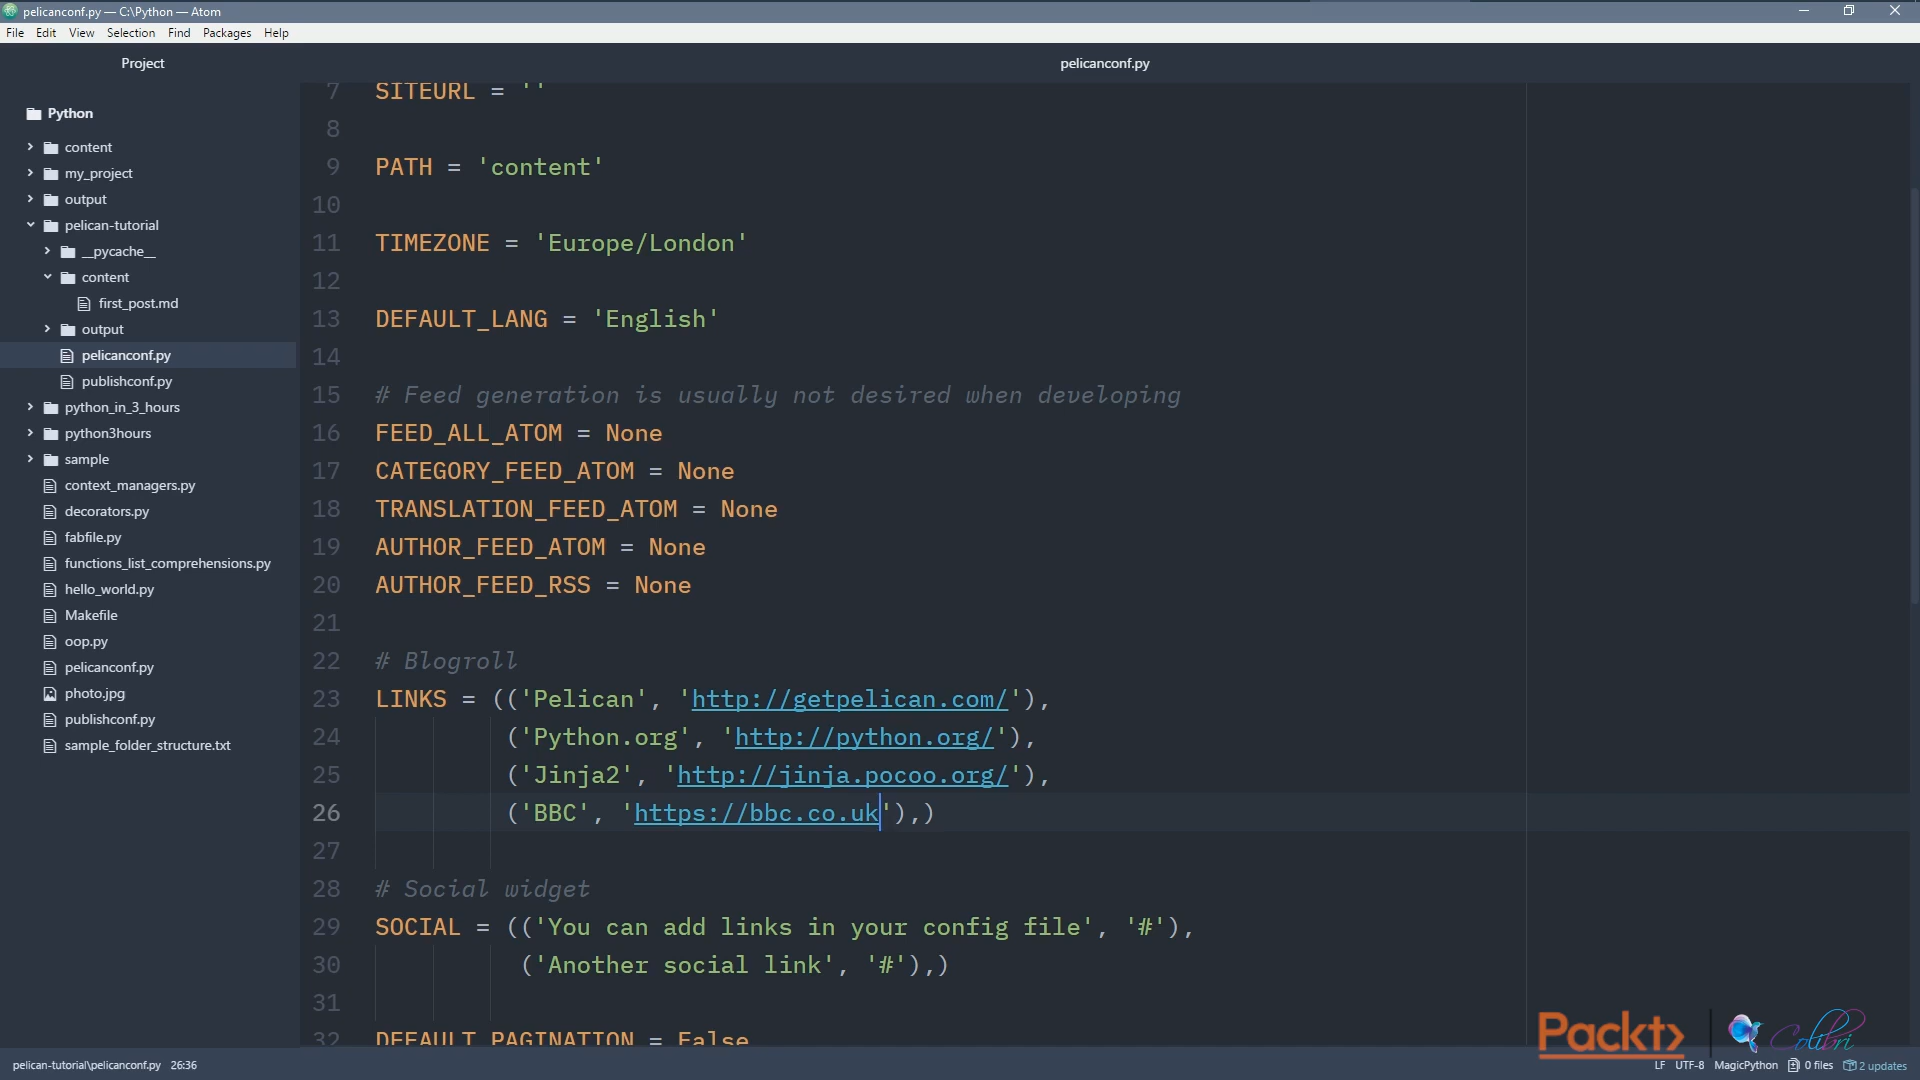 pelicanconf.py — C:\Python — Atom
File Edit View Selection Find Packages Help
Project
pelicanconf.py
Python
content
my_project
output
pelican-tutorial
__pycache__
content
first_post.md
output
pelicanconf.py
publishconf.py
python_in_3_hours
python3hours
sample
context_managers.py
decorators.py
fabfile.py
functions_list_comprehensions.py
hello_world.py
Makefile
oop.py
pelicanconf.py
photo.jpg
publishconf.py
sample_folder_structure.txt
7 SITEURL = ''
8
9 PATH = 'content'
10
11 TIMEZONE = 'Europe/London'
12
13 DEFAULT_LANG = 'English'
14
15 # Feed generation is usually not desired when developing
16 FEED_ALL_ATOM = None
17 CATEGORY_FEED_ATOM = None
18 TRANSLATION_FEED_ATOM = None
19 AUTHOR_FEED_ATOM = None
20 AUTHOR_FEED_RSS = None
21
22 # Blogroll
23 LINKS = (('Pelican', 'http://getpelican.com/'),
24 ('Python.org', 'http://python.org/'),
25 ('Jinja2', 'http://jinja.pocoo.org/'),
26 ('BBC', 'https://bbc.co.uk'),)
27
28 # Social widget
29 SOCIAL = (('You can add links in your config file', '#'),
30 ('Another social link', '#'),)
31
32 DEFAULT_PAGINATION = False
Packt> Colibri
pelican-tutorial\pelicanconf.py 26:36
LF UTF-8 MagicPython 0 files 2 updates